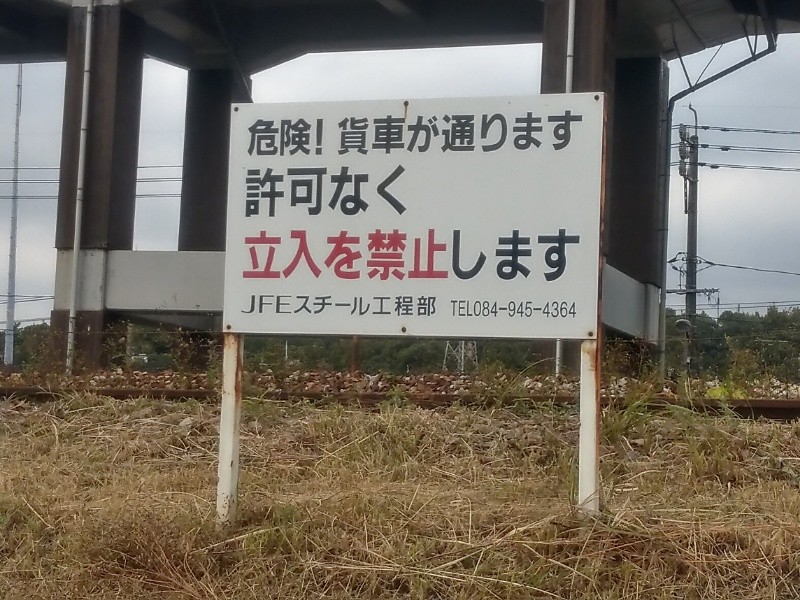 危険！貨車が通ります
許可なく
立入を禁止します
JFEスチール工程部 TEL084-945-4364